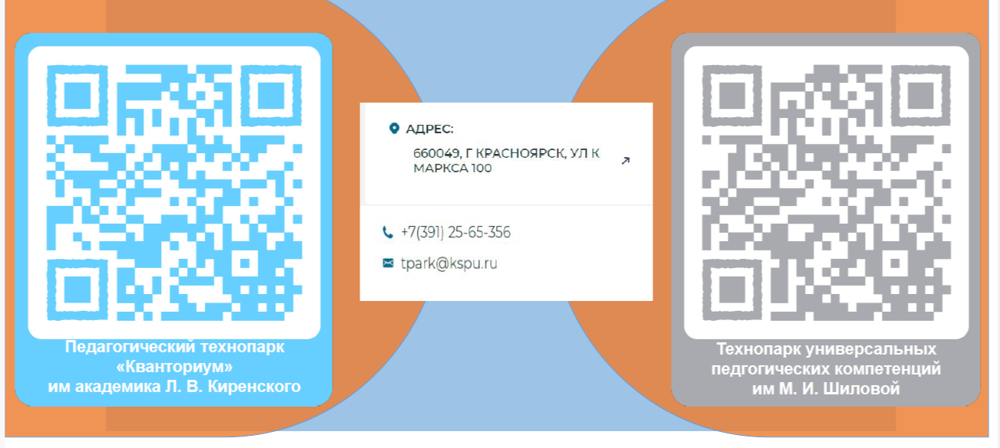 АДРЕС:
660049, Г КРАСНОЯРСК, УЛ К
МАРКСА 100
+7(391) 25-65-356
tpark@kspu.ru
Педагогический технопарк
«Кванториум»
им академика Л. В. Киренского
Технопарк универсальных
педгогических компетенций
им М. И. Шиловой